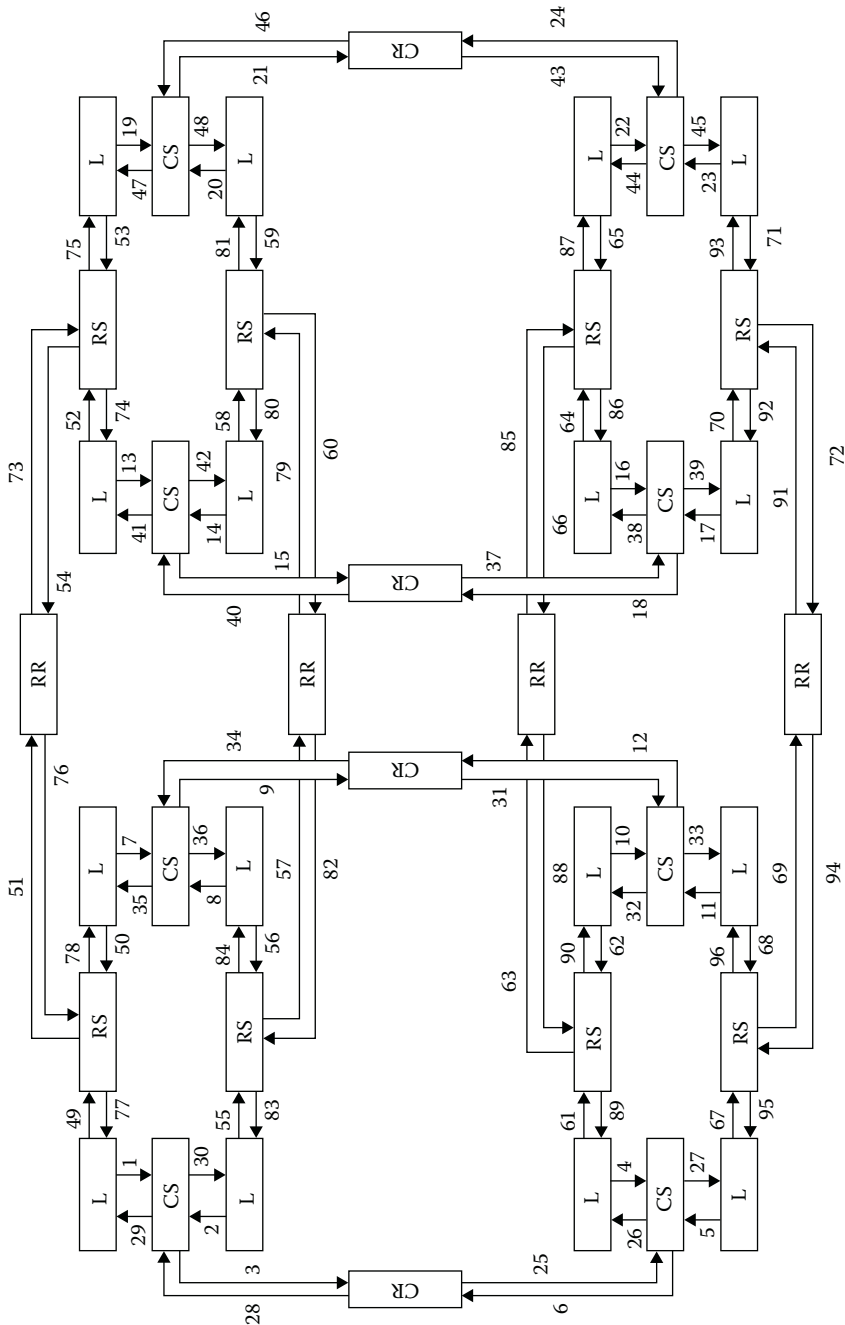 51 73
RR
76 54
49 78 52 75
L RS L L RS L
77 50 74 53
1 7 13 19
29 35 41 47
CS CS CS CS
30 36 42 48
2 8 14 20
55 84 58 81
L RS L L RS L
83 56 80 59
28 34 40 46
3 9 15 21
57 79
RR
82 60
CR CR CR CR
63 85
31 37
RR
25 12 18 24
6 43
88 66
61 90 64 87
L RS L L RS L
89 62 86 65
4 10 16 22
26 32 38 44
CS CS CS CS
27 33 39 45
5 11 17 23
67 96 70 93
L RS L L RS L
95 68 92 71
69 91
RR
94 72